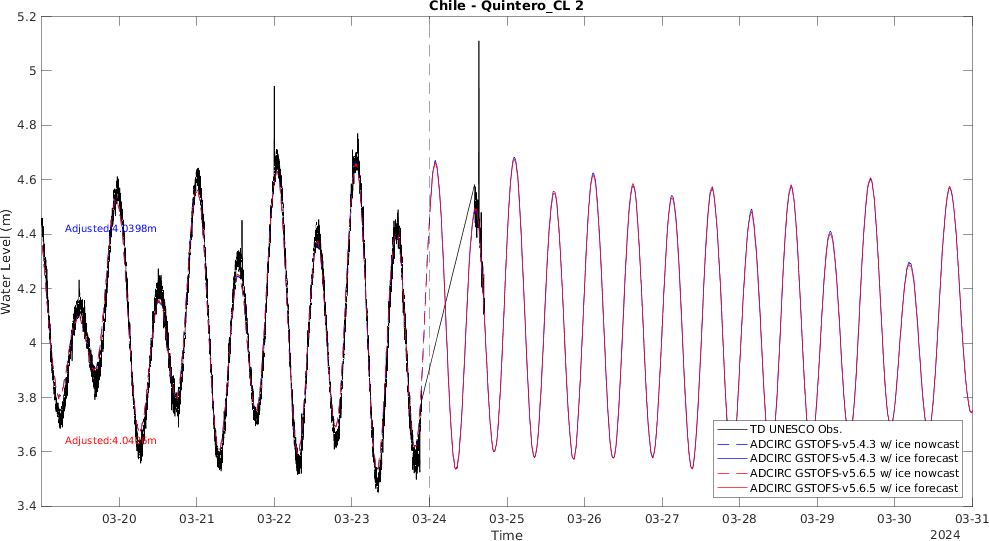 Chile - Quintero_CL 2
5.2
5
4.8
4.6
4.4
4.2
4
3.8
3.6
3.4
Water Level (m)
Adjusted:4.0398m
Adjusted:4.0485m
03-20
03-21
03-22
03-23
03-24
03-25
03-26
03-27
03-28
03-29
03-30
03-31
Time
2024
TD UNESCO Obs.
ADCIRC GSTOFS-v5.4.3 w/ ice nowcast
ADCIRC GSTOFS-v5.4.3 w/ ice forecast
ADCIRC GSTOFS-v5.6.5 w/ ice nowcast
ADCIRC GSTOFS-v5.6.5 w/ ice forecast